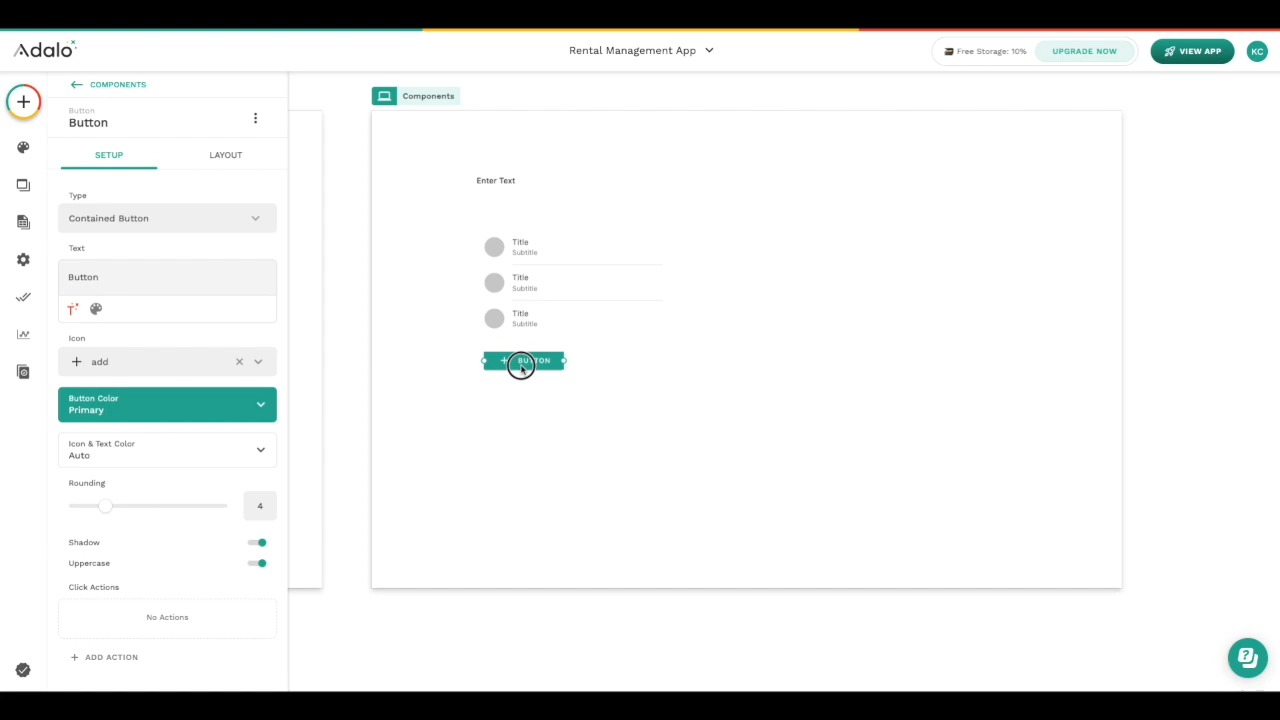 Adalo
Rental Management App
Free Storage: 10%
UPGRADE NOW
VIEW APP
KC
COMPONENTS
Button
Button
SETUP
LAYOUT
Type
Contained Button
Text
Button
Icon
add
Button Color
Primary
Icon & Text Color
Auto
Rounding
4
Shadow
Uppercase
Click Actions
No Actions
ADD ACTION
Components
Enter Text
Title
Subtitle
Title
Subtitle
Title
Subtitle
BUTTON